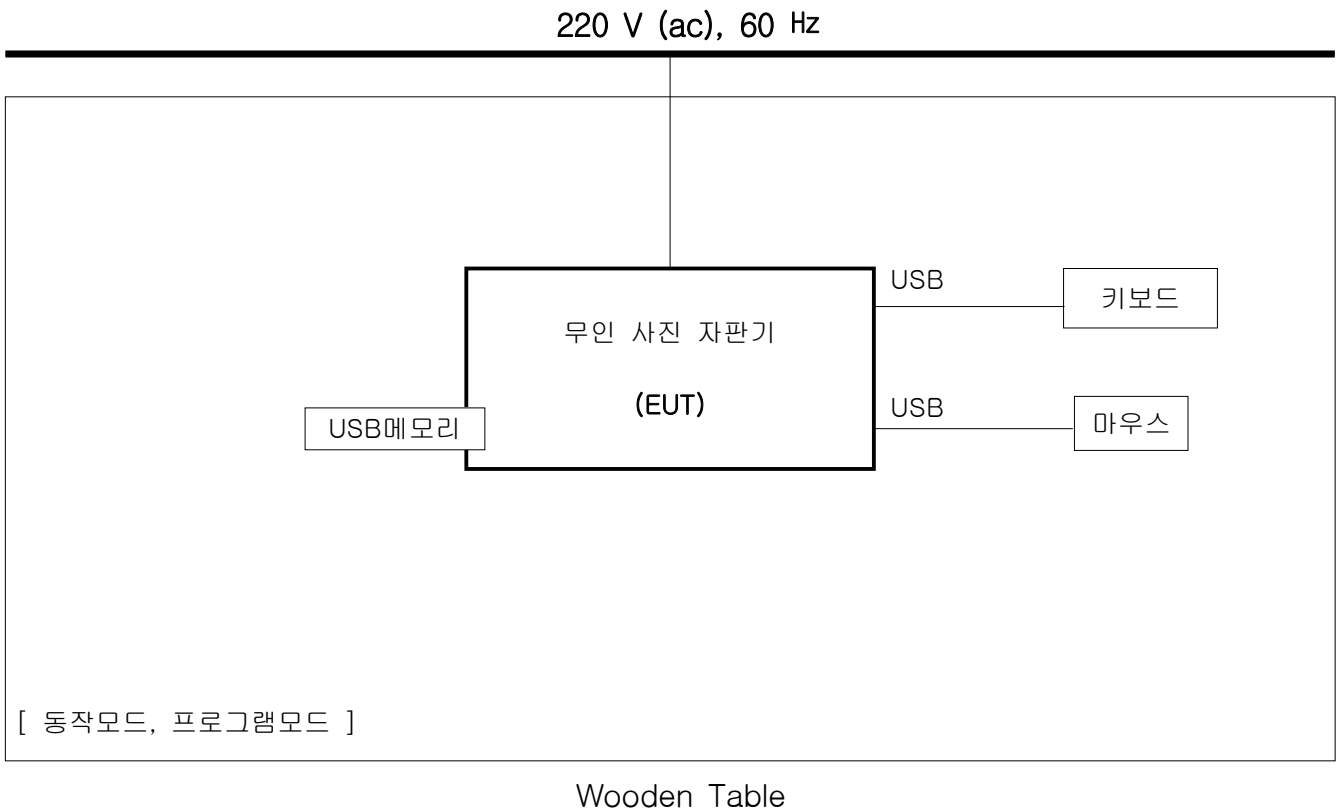 220 V (ac), 60 Hz
USB
키보드
무인 사진 자판기
(EUT)
USB
마우스
USB메모리
[ 동작모드, 프로그램모드 ]
Wooden Table